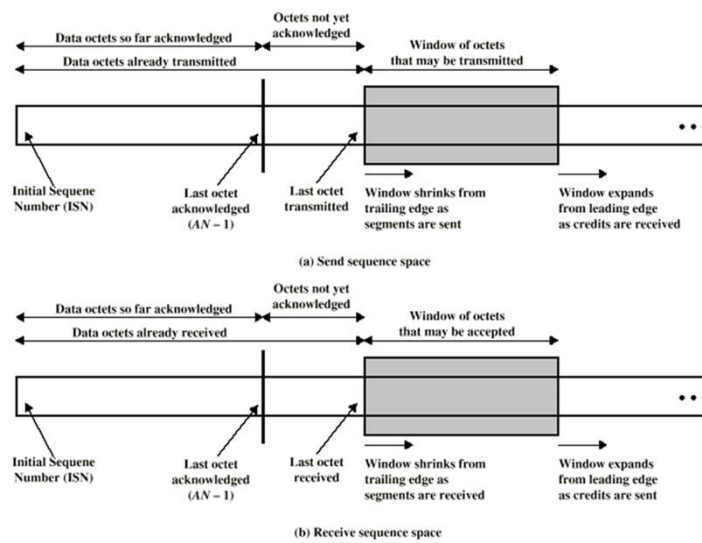 Octets not yet
acknowledged
Data octets so far acknowledged
Window of octets
that may be transmitted
Data octets already transmitted
Initial Sequene
Number (ISN)
Last octet
acknowledged
(AN – 1)
Last octet
transmitted
Window shrinks from
trailing edge as
segments are sent
Window expands
from leading edge
as credits are received
(a) Send sequence space
Octets not yet
acknowledged
Data octets so far acknowledged
Window of octets
that may be accepted
Data octets already received
Initial Sequene
Number (ISN)
Last octet
acknowledged
(AN – 1)
Last octet
received
Window shrinks from
trailing edge as
segments are received
Window expands
from leading edge
as credits are sent
(b) Receive sequence space